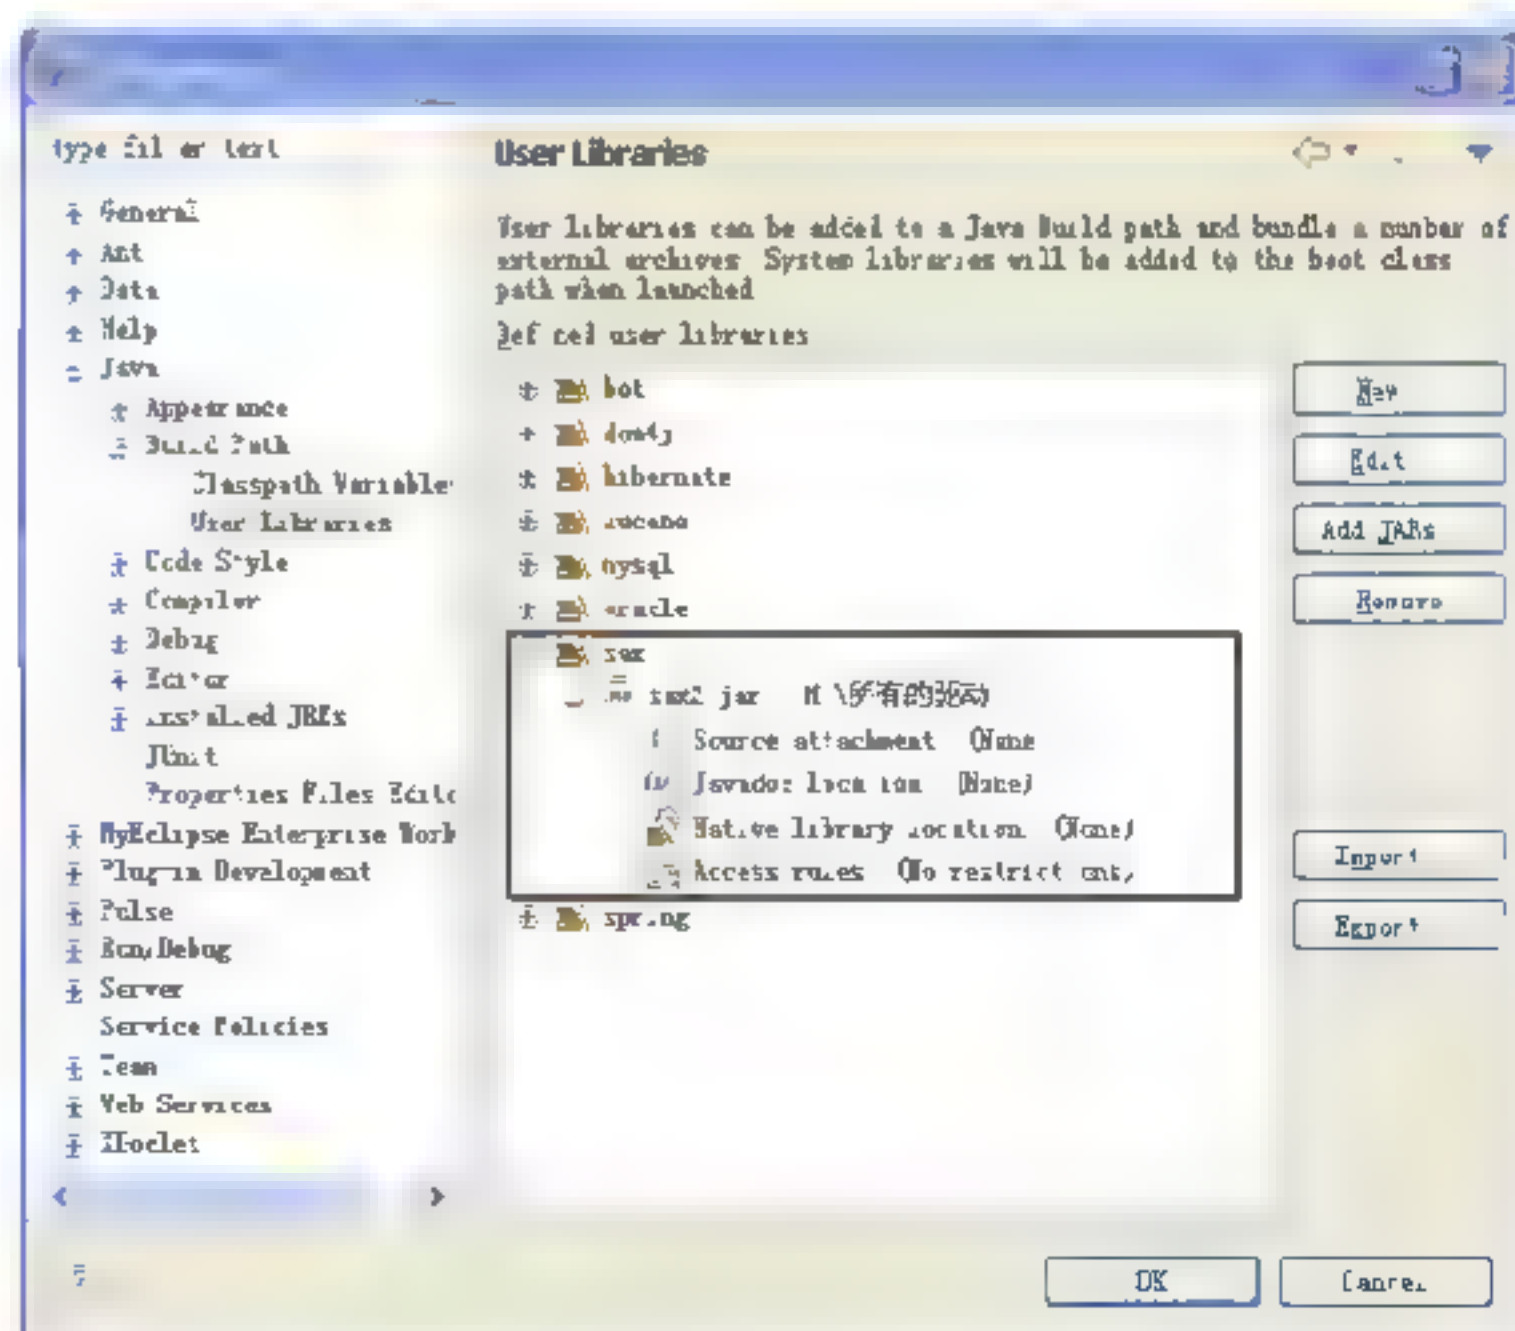 type filter text
General
Ant
Data
Help
Java
Appearance
Build Path
Classpath Variable
User Libraries
Code Style
Compiler
Debug
Editor
Installed JREs
JUnit
Properties Files Edito
MyEclipse Enterprise Work
Plug-in Development
Pulse
Run/Debug
Server
Service Policies
Team
Web Services
XDoclet
User Libraries
User libraries can be added to a Java Build path and bundle a number of
external archives System libraries will be added to the boot class
path when launched
Defined user libraries
hibernate
lucene
mysql
oracle
jar
Source attachment (None
Javadoc location (None)
Native library location (None)
Access rules (No restrictions)
spring
New
Edit
Add JARs
Remove
Import
Export
OK
Cancel